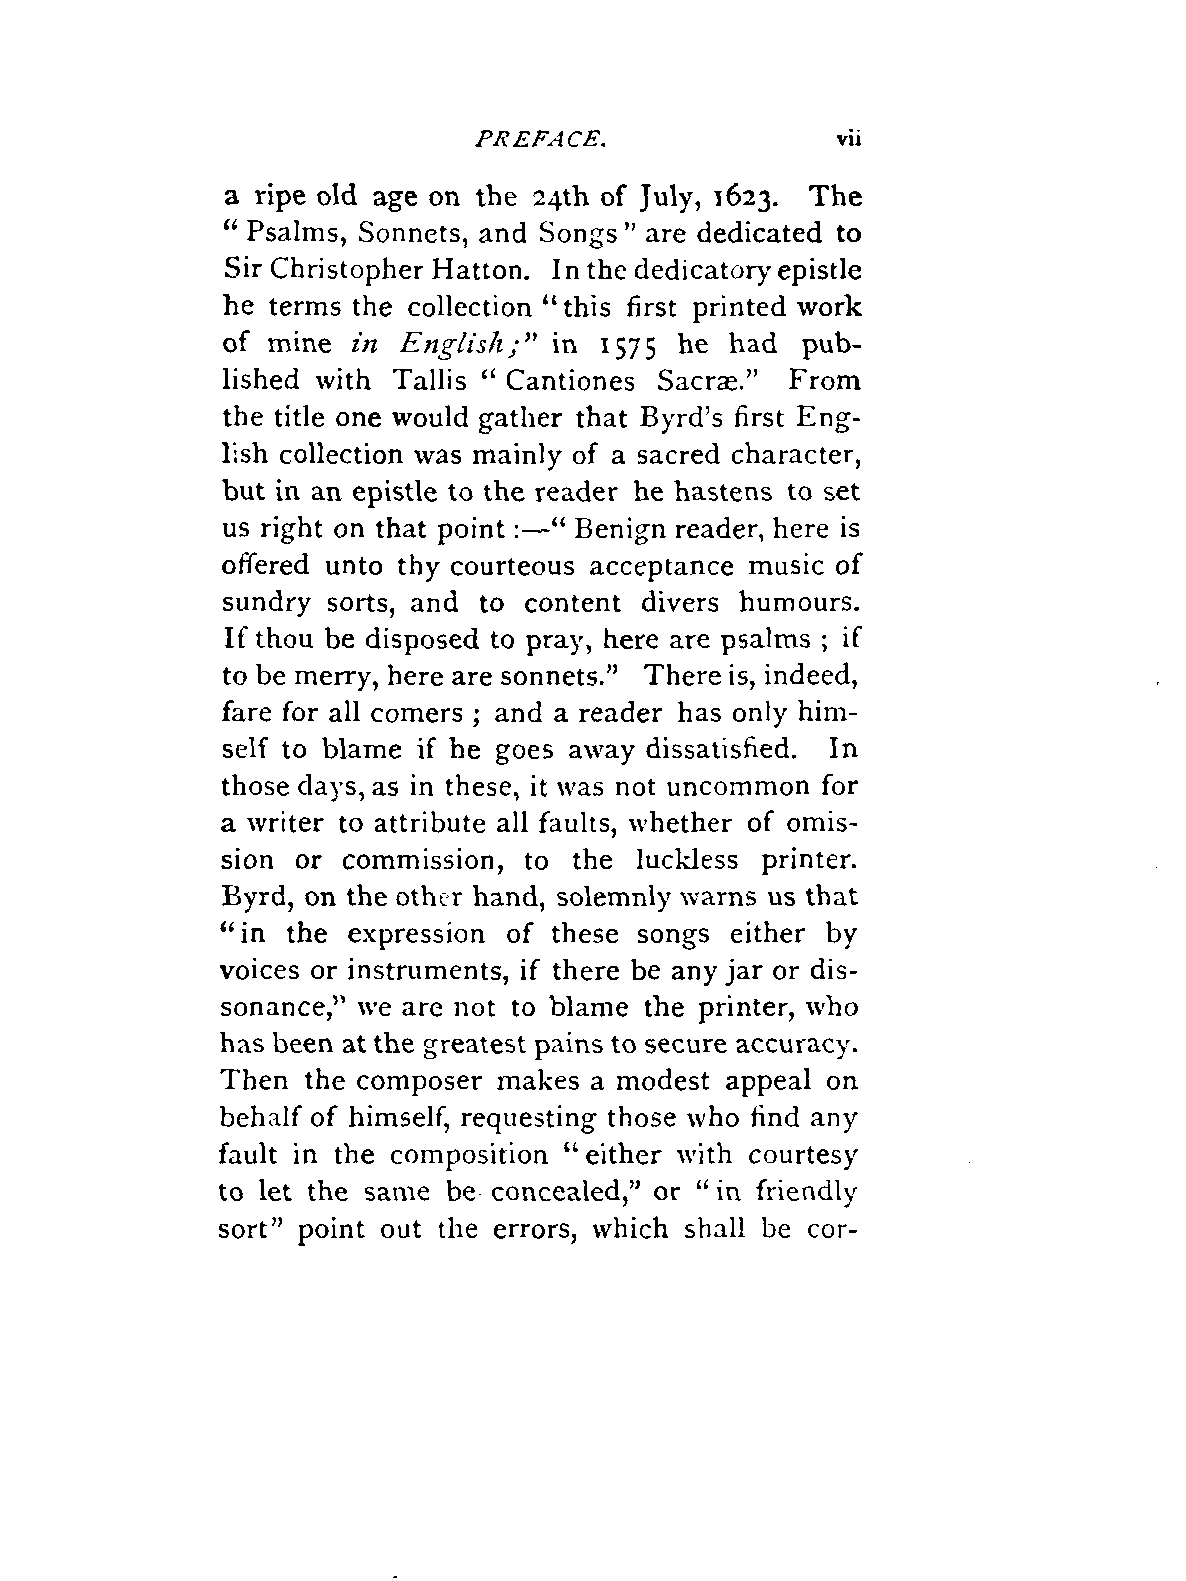 PREFACE. vii
a ripe old age on the 24th of July, 1623. The
“ Psalms, Sonnets, and Songs ” are dedicated to
Sir Christopher Hatton. In the dedicatory epistle
he terms the collection “ this first printed work
of mine in English;” in 1575 he had pub-
lished with Tallis “ Cantiones Sacræ.” From
the title one would gather that Byrd’s first Eng-
lish collection was mainly of a sacred character,
but in an epistle to the reader he hastens to set
us right on that point :—“ Benign reader, here is
offered unto thy courteous acceptance music of
sundry sorts, and to content divers humours.
If thou be disposed to pray, here are psalms ; if
to be merry, here are sonnets.” There is, indeed,
fare for all comers ; and a reader has only him-
self to blame if he goes away dissatisfied. In
those days, as in these, it was not uncommon for
a writer to attribute all faults, whether of omis-
sion or commission, to the luckless printer.
Byrd, on the other hand, solemnly warns us that
“ in the expression of these songs either by
voices or instruments, if there be any jar or dis-
sonance,” we are not to blame the printer, who
has been at the greatest pains to secure accuracy.
Then the composer makes a modest appeal on
behalf of himself, requesting those who find any
fault in the composition “ either with courtesy
to let the same be concealed,” or “ in friendly
sort” point out the errors, which shall be cor-